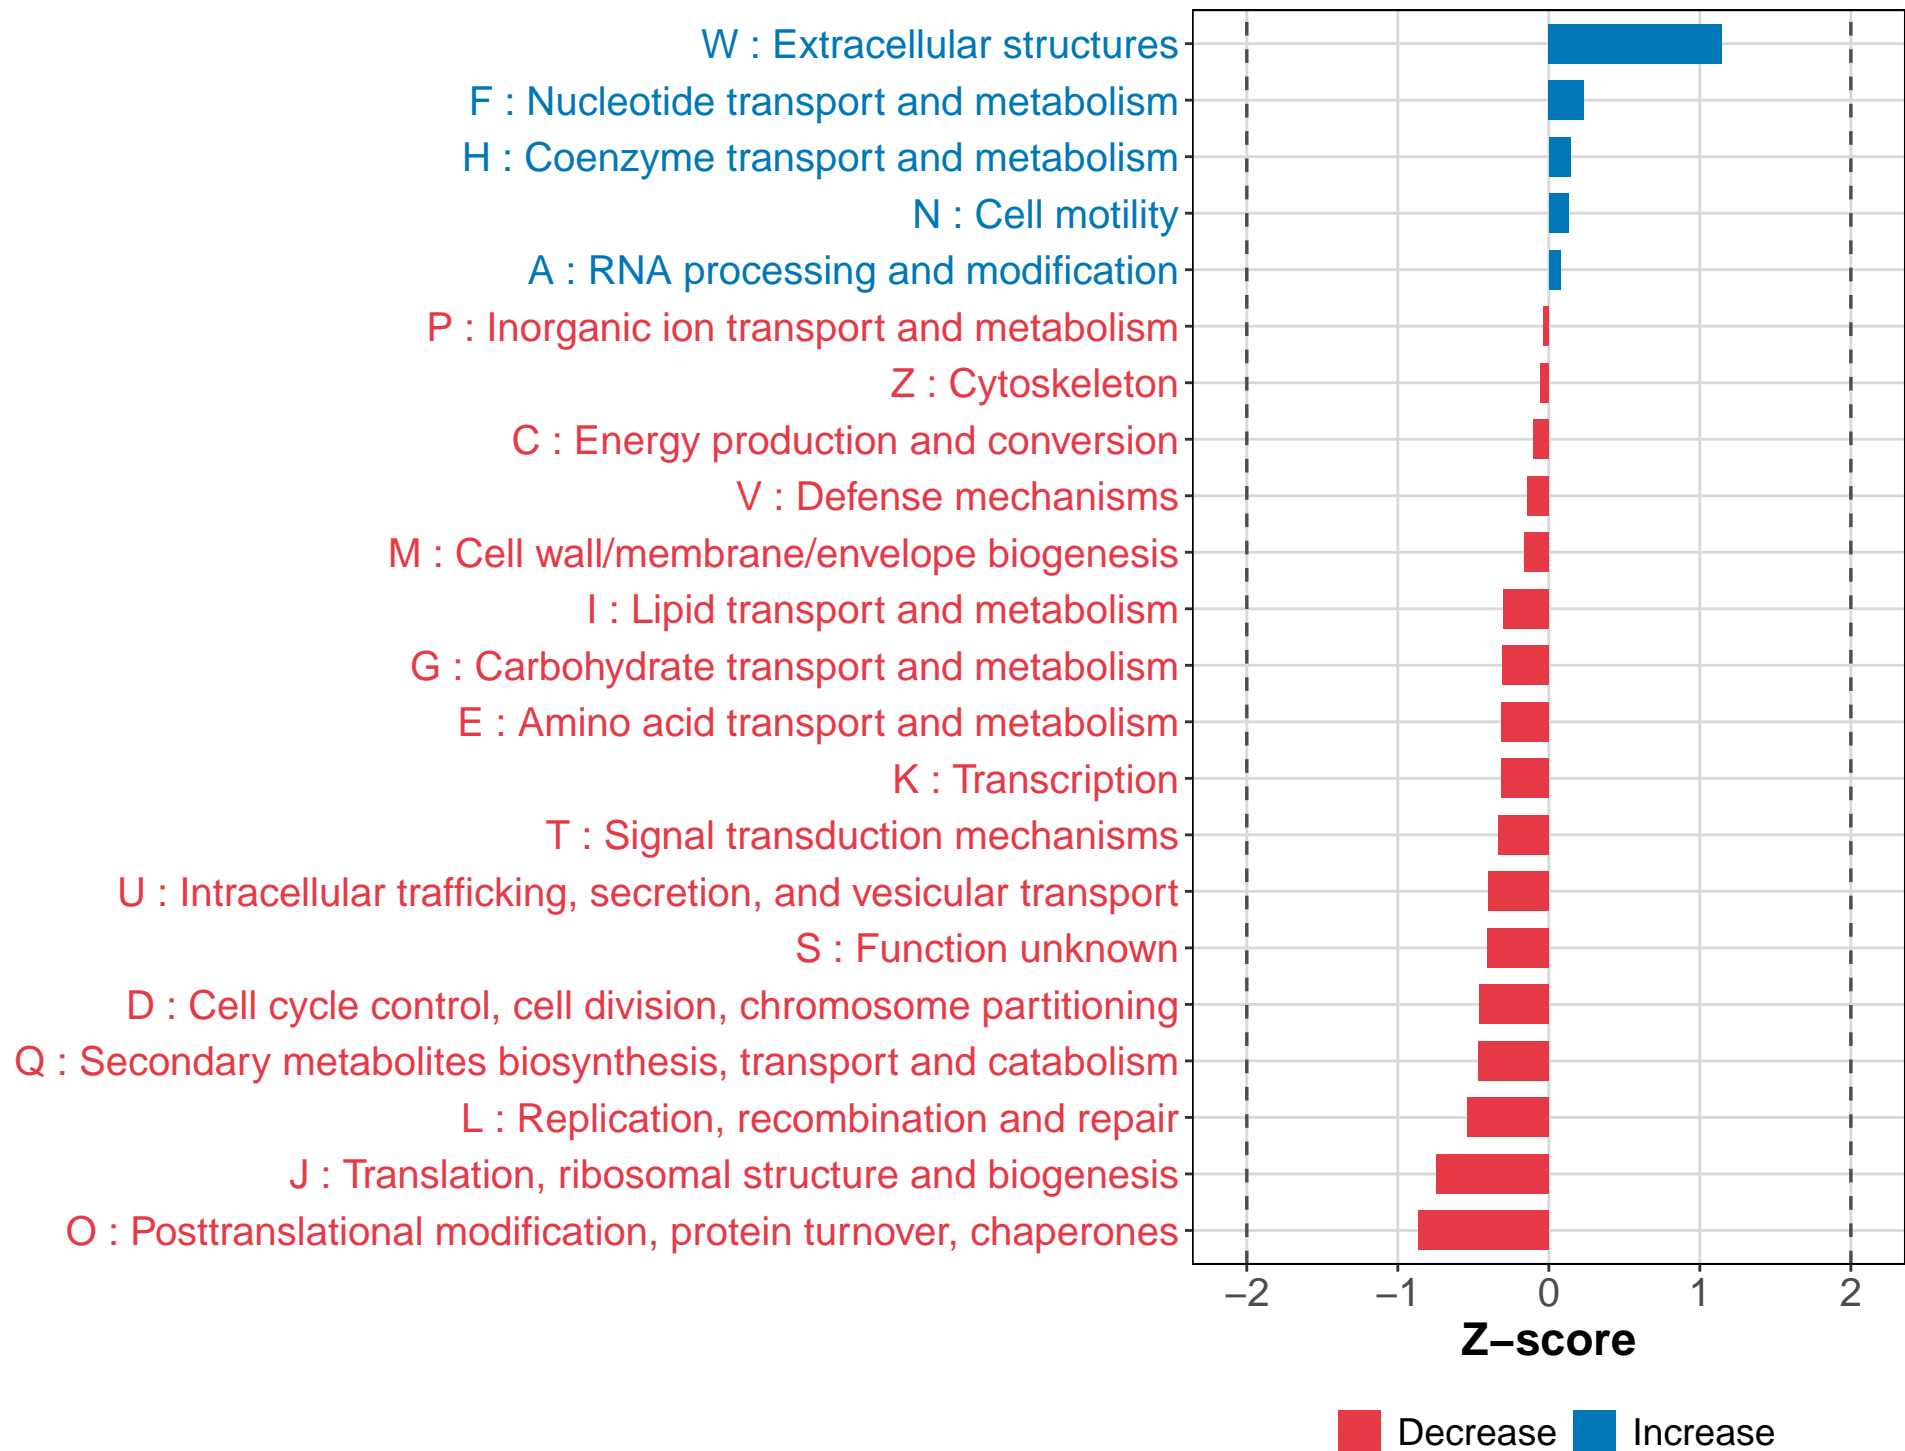 W : Extracellular structures
F : Nucleotide transport and metabolism
H : Coenzyme transport and metabolism
N : Cell motility
A : RNA processing and modification
P : Inorganic ion transport and metabolism
Z : Cytoskeleton
C : Energy production and conversion
V : Defense mechanisms
M : Cell wall/membrane/envelope biogenesis
I : Lipid transport and metabolism
G : Carbohydrate transport and metabolism
E : Amino acid transport and metabolism
K : Transcription
T : Signal transduction mechanisms
U : Intracellular trafficking, secretion, and vesicular transport
S : Function unknown
D : Cell cycle control, cell division, chromosome partitioning
Q : Secondary metabolites biosynthesis, transport and catabolism
L : Replication, recombination and repair
J : Translation, ribosomal structure and biogenesis
O : Posttranslational modification, protein turnover, chaperones
−2 −1 0 1 2
Z−score
Decrease Increase